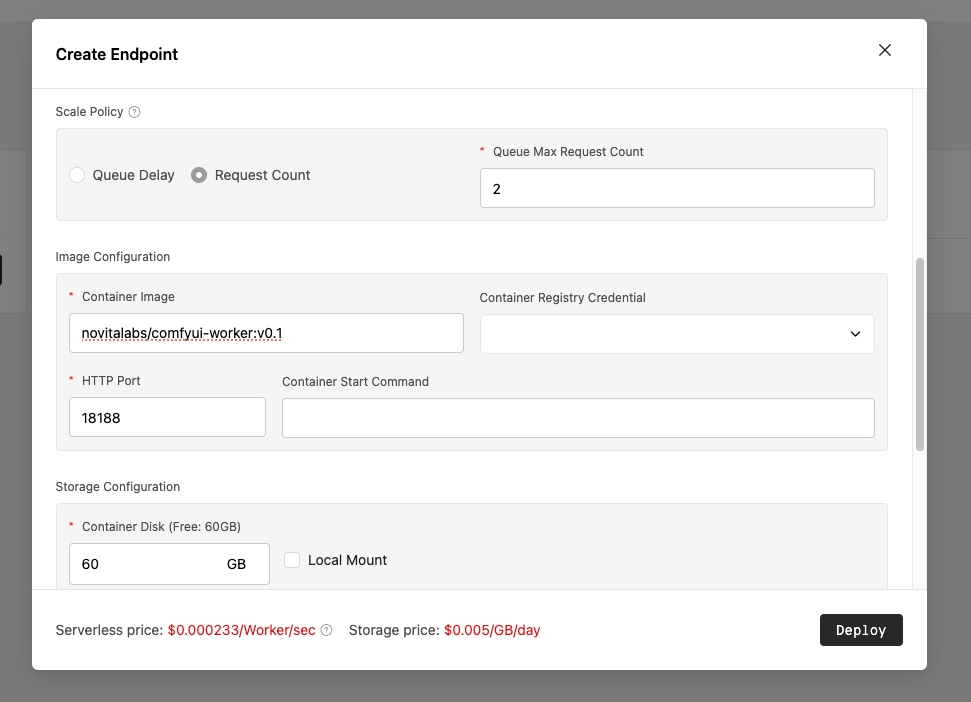 Create Endpoint
Scale Policy
Queue Delay
Request Count
* Queue Max Request Count
2
Image Configuration
* Container Image
novitalabs/comfyui-worker:v0.1
Container Registry Credential
* HTTP Port
18188
Container Start Command
Storage Configuration
* Container Disk (Free: 60GB)
60 GB
Local Mount
Serverless price: $0.000233/Worker/sec
Storage price: $0.005/GB/day
Deploy